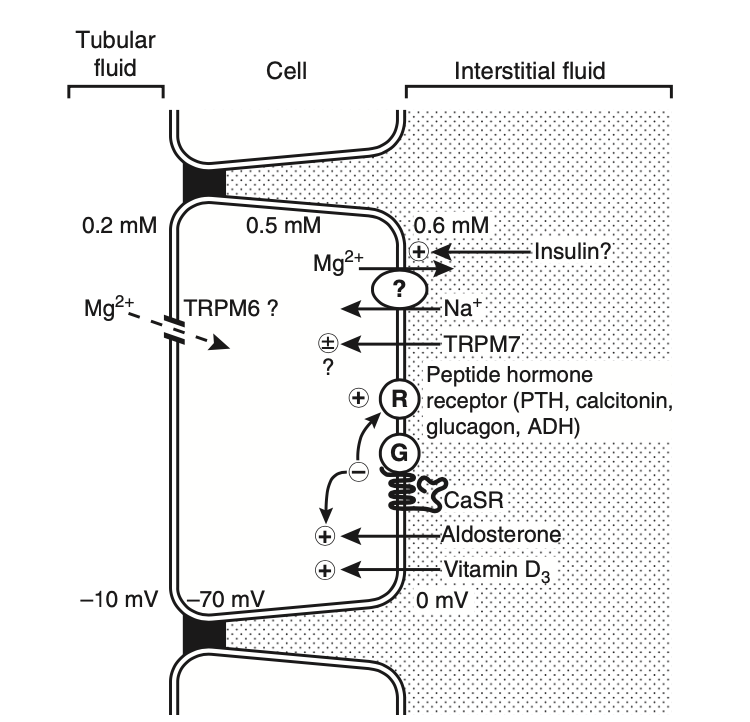 Tubular
fluid
Cell
Interstitial fluid
0.2 mM
0.5 mM
0.6 mM
+
Insulin?
Mg2+
?
Mg2+
TRPM6 ?
Na+
±
TRPM7
?
Peptide hormone
+
R
receptor (PTH, calcitonin,
glucagon, ADH)
G
−
CaSR
+
Aldosterone
+
Vitamin D3
–10 mV
–70 mV
0 mV